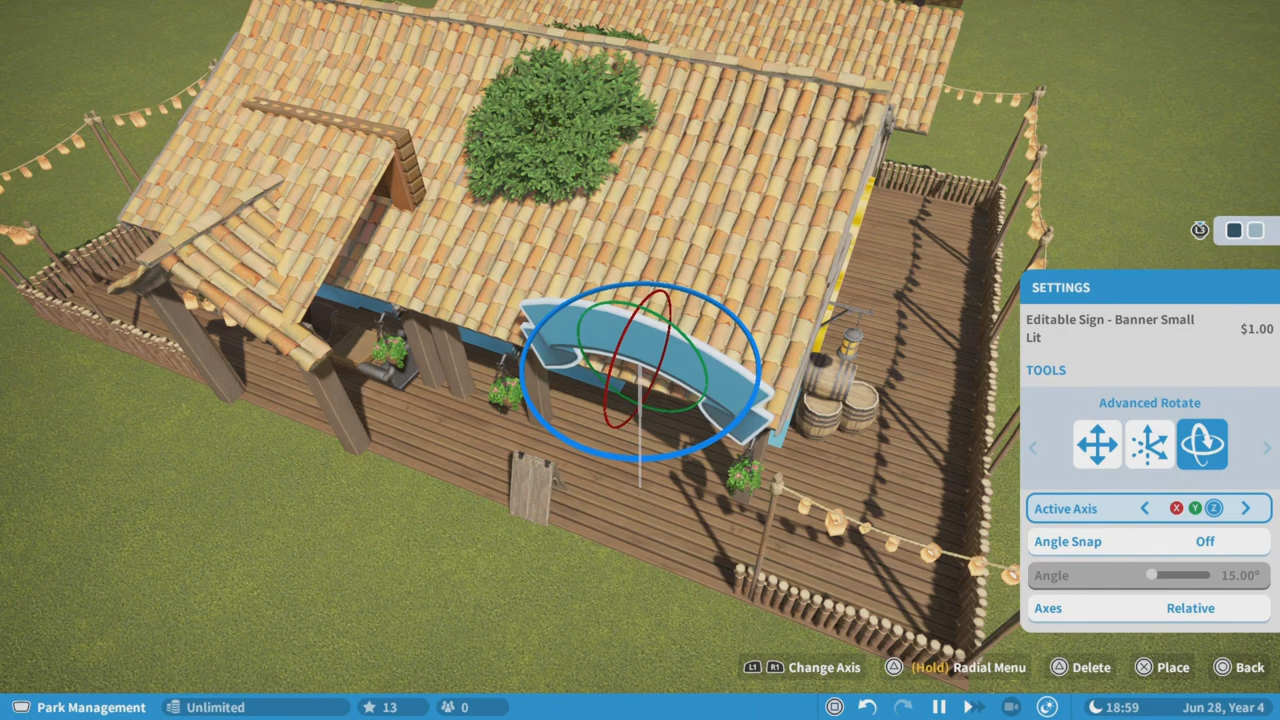 L3
SETTINGS
Editable Sign - Banner Small
Lit
$1.00
TOOLS
Advanced Rotate
Active Axis
X Y Z
Angle Snap
Off
Angle
15.00°
Axes
Relative
L1 R1 Change Axis
(Hold) Radial Menu
Delete
Place
Back
Park Management
Unlimited
13
0
18:59
Jun 28, Year 4